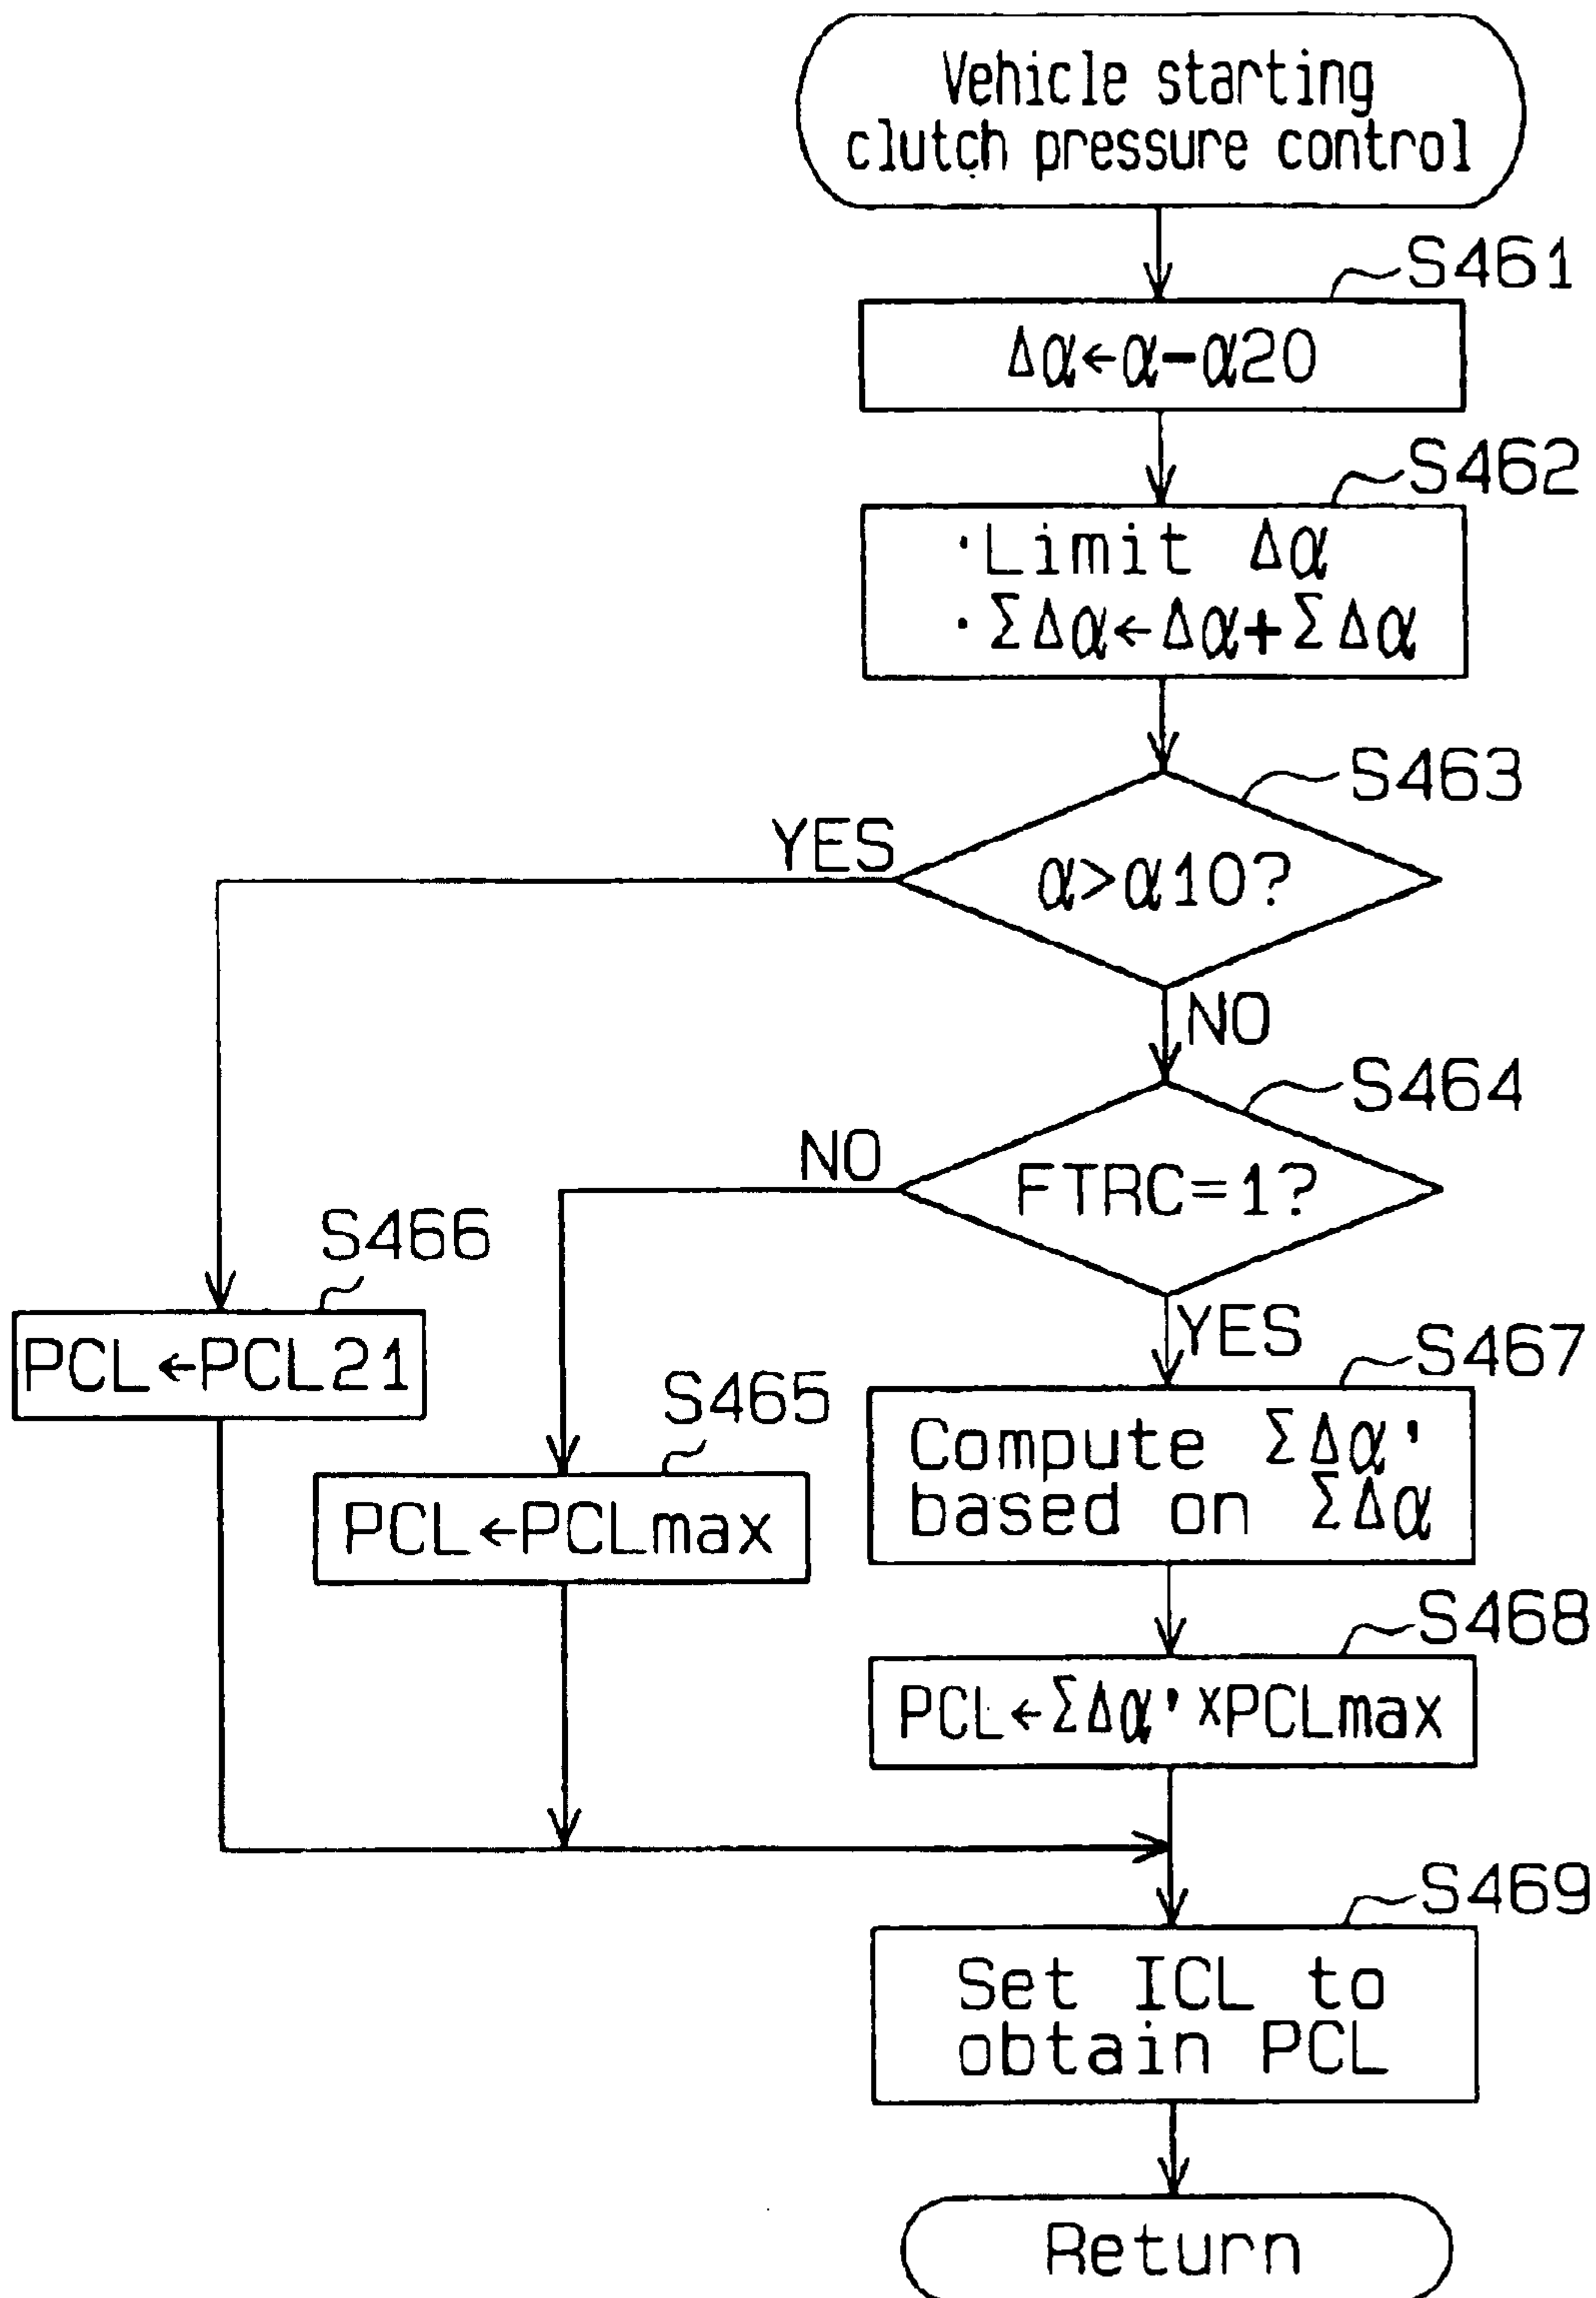 Vehicle starting
clutch pressure control
S461
Δα←α-α20
S462
·Limit Δα
·ΣΔα←Δα+ΣΔα
S463
YES
α>α10?
NO
S464
NO
FTRC=1?
YES
S466
PCL←PCL21
S465
PCL←PCLmax
S467
Compute ΣΔα'
based on ΣΔα
S468
PCL←ΣΔα'×PCLmax
S469
Set ICL to
obtain PCL
Return